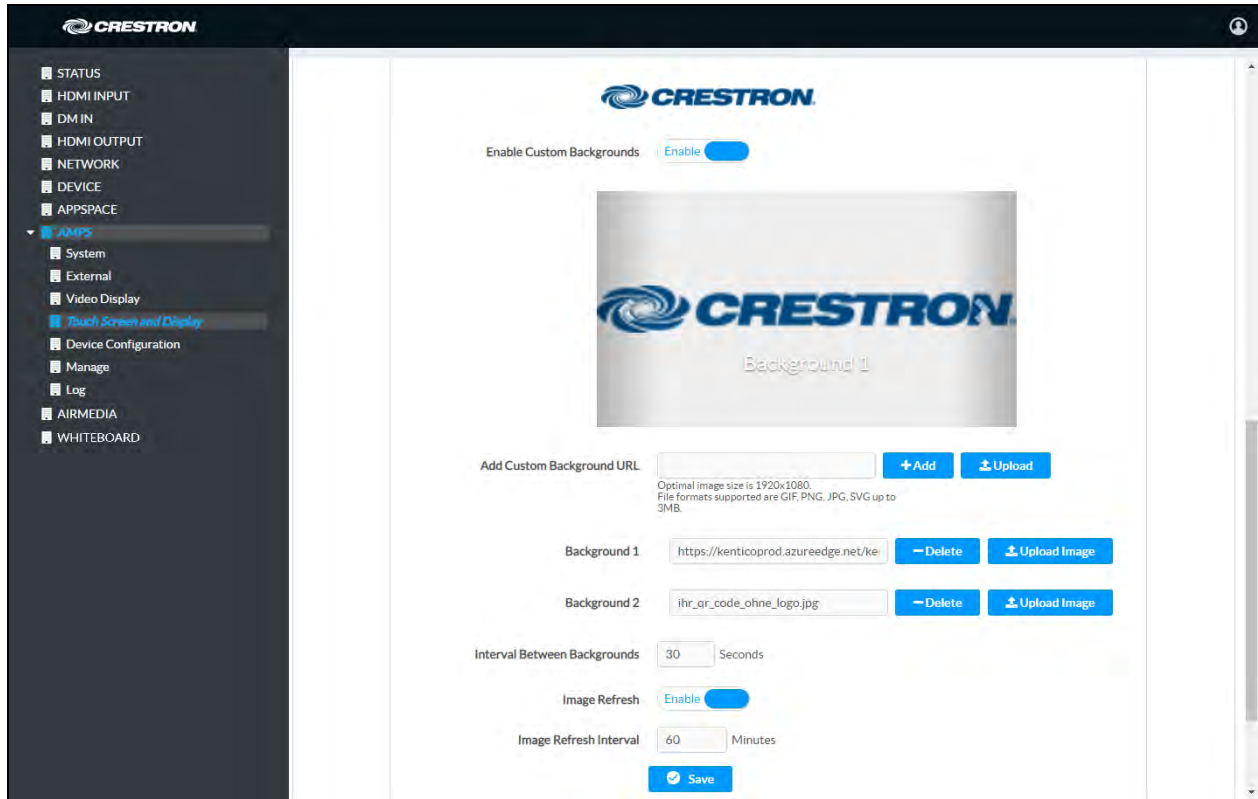 CRESTRON
STATUS
HDMI INPUT
DM IN
HDMI OUTPUT
NETWORK
DEVICE
APPSPACE
AMPS
System
External
Video Display
Touch Screen and Display
Device Configuration
Manage
Log
AIRMEDIA
WHITEBOARD
CRESTRON
Enable Custom Backgrounds Enable
CRESTRON
Background 1
Add Custom Background URL +Add Upload
Optimal image size is 1920x1080.
File formats supported are GIF, PNG, JPG, SVG up to
3MB.
Background 1 https://kenticoprod.azureedge.net/ke Delete Upload Image
Background 2 ihr_qr_code_ohne_logo.jpg Delete Upload Image
Interval Between Backgrounds 30 Seconds
Image Refresh Enable
Image Refresh Interval 60 Minutes
Save